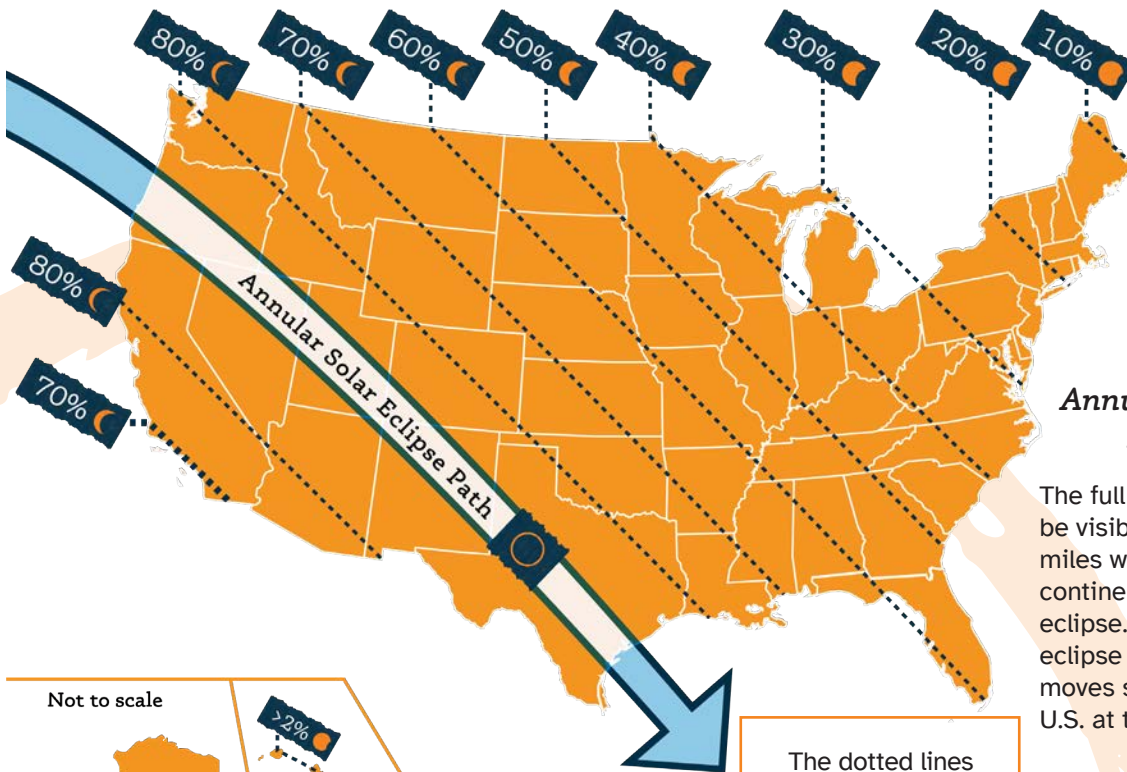 80%
70%
60%
50%
40%
30%
20%
10%
80%
70%
Annular Solar Eclipse Path
The full
be visib
miles w
contine
eclipse.
eclipse
moves s
U.S. at t
Not to scale
>2%
The dotted lines